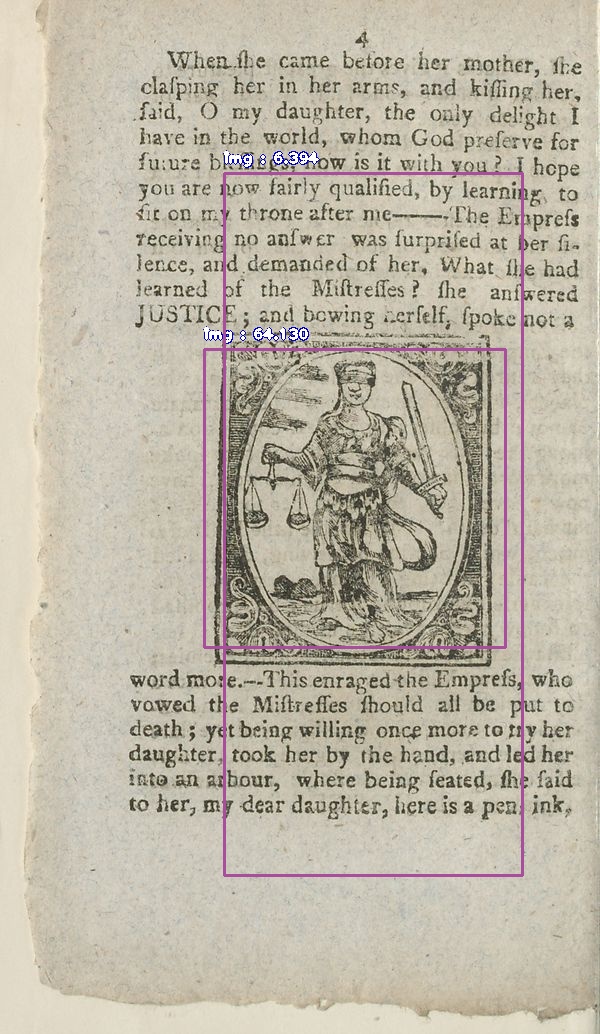 4
When she came before her mother, she
claſping her in her arms, and kiſſing her,
ſaid, O my daughter, the only delight I
have in the world, whom God preſerve for
future how is it with you? I hope
you are now fairly qualified, by learning to
ſit on my throne after me——The Empreſs
receiving no anſwer was ſurpriſed at her ſi-
lence, and demanded of her, What ſhe had
learned of the Miſtreſſes? ſhe anſwered
JUSTICE; and bowing herſelf, ſpoke not a
Img : 6.394
Img : 64.130
word more.--This enraged the Empreſs, who
vowed the Miſtreſſes ſhould all be put to
death; yet being willing once more to try her
daughter, took her by the hand, and led her
into an arbour, where being ſeated, ſhe ſaid
to her, my dear daughter, here is a pen, ink,